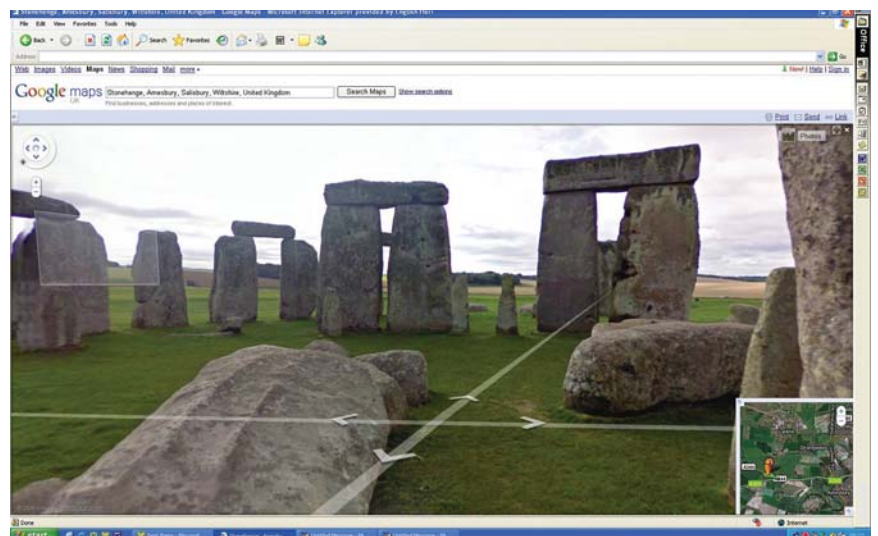 Stonehenge, Amesbury, Salisbury, Wiltshire, United Kingdom - Google Maps - Microsoft Internet Explorer provided by English Heri
File Edit View Favorites Tools Help
Back Search Favorites
Address Go
Web Images Videos Maps News Shopping Mail more
New! | Help | Sign in
Google maps UK Stonehenge, Amesbury, Salisbury, Wiltshire, United Kingdom Search Maps Show search options
Find businesses, addresses and places of interest.
Print Send Link
Photos
Office
Done Internet
start